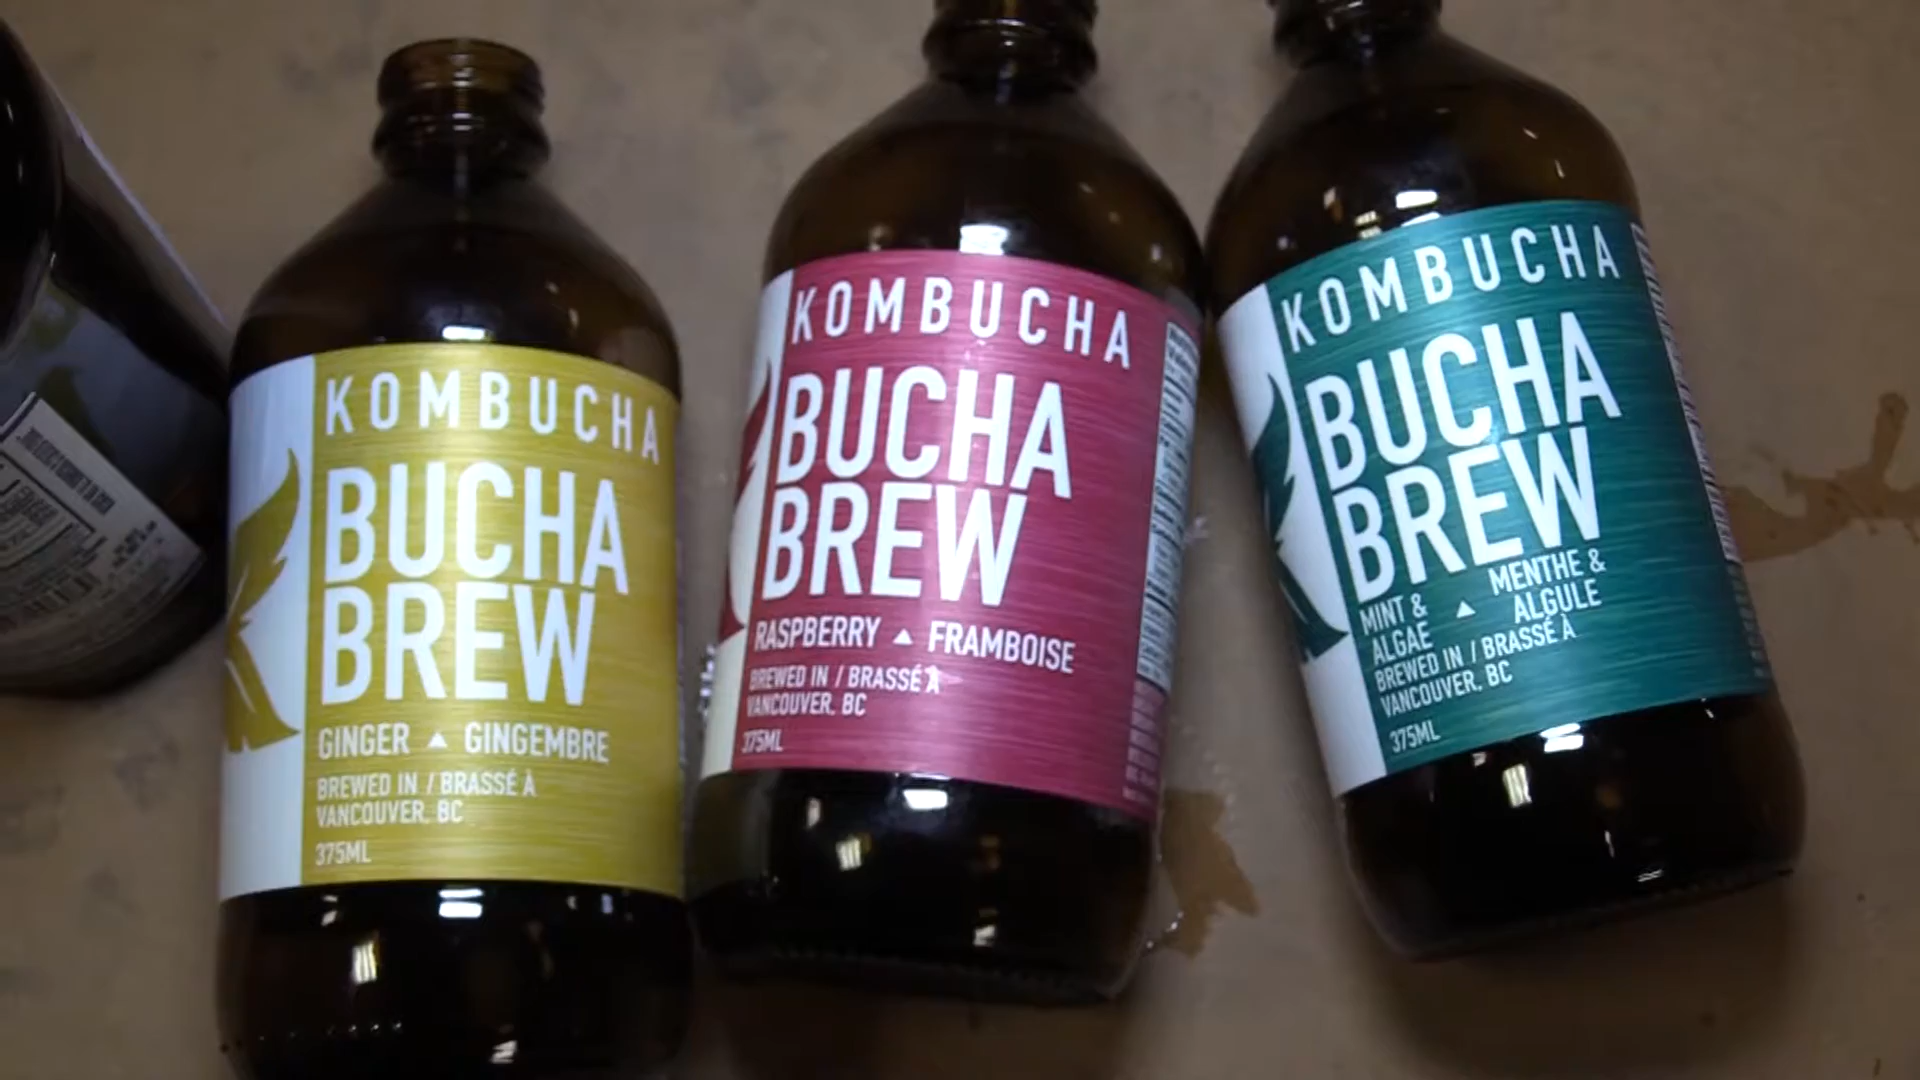 KOMBUCHA
BUCHA
BREW
GINGER ▲ GINGEMBRE
BREWED IN / BRASSÉ À
VANCOUVER, BC
375ML
KOMBUCHA
BUCHA
BREW
RASPBERRY ▲ FRAMBOISE
BREWED IN / BRASSÉ À
VANCOUVER, BC
375ML
KOMBUCHA
BUCHA
BREW
MINT & ▲ MENTHE &
ALGAE ALGULE
BREWED IN / BRASSÉ À
VANCOUVER, BC
375ML